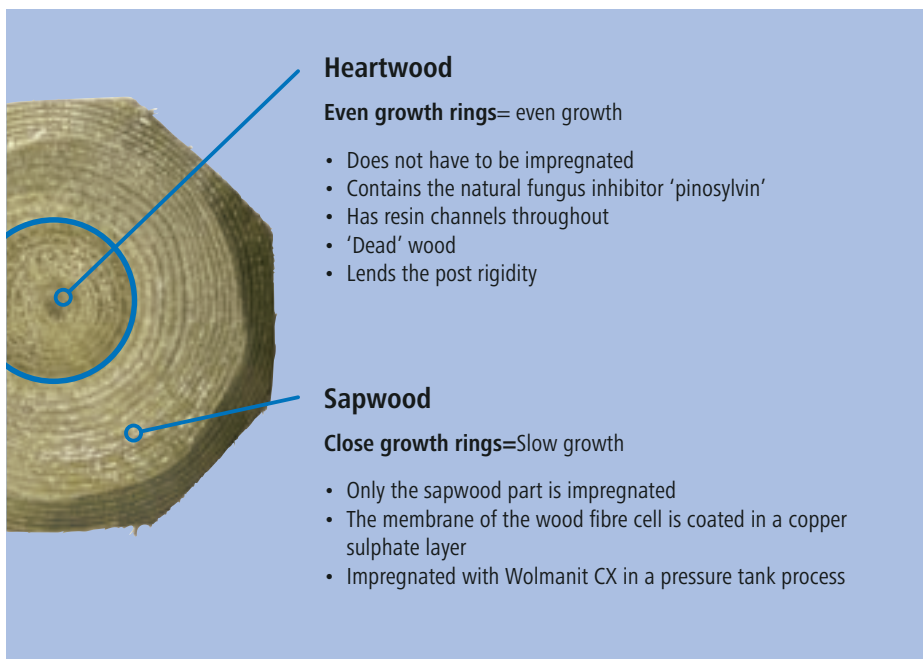 Heartwood
Even growth rings= even growth
• Does not have to be impregnated
• Contains the natural fungus inhibitor ‘pinosylvin’
• Has resin channels throughout
• ‘Dead’ wood
• Lends the post rigidity
Sapwood
Close growth rings=Slow growth
• Only the sapwood part is impregnated
• The membrane of the wood fibre cell is coated in a copper
sulphate layer
• Impregnated with Wolmanit CX in a pressure tank process